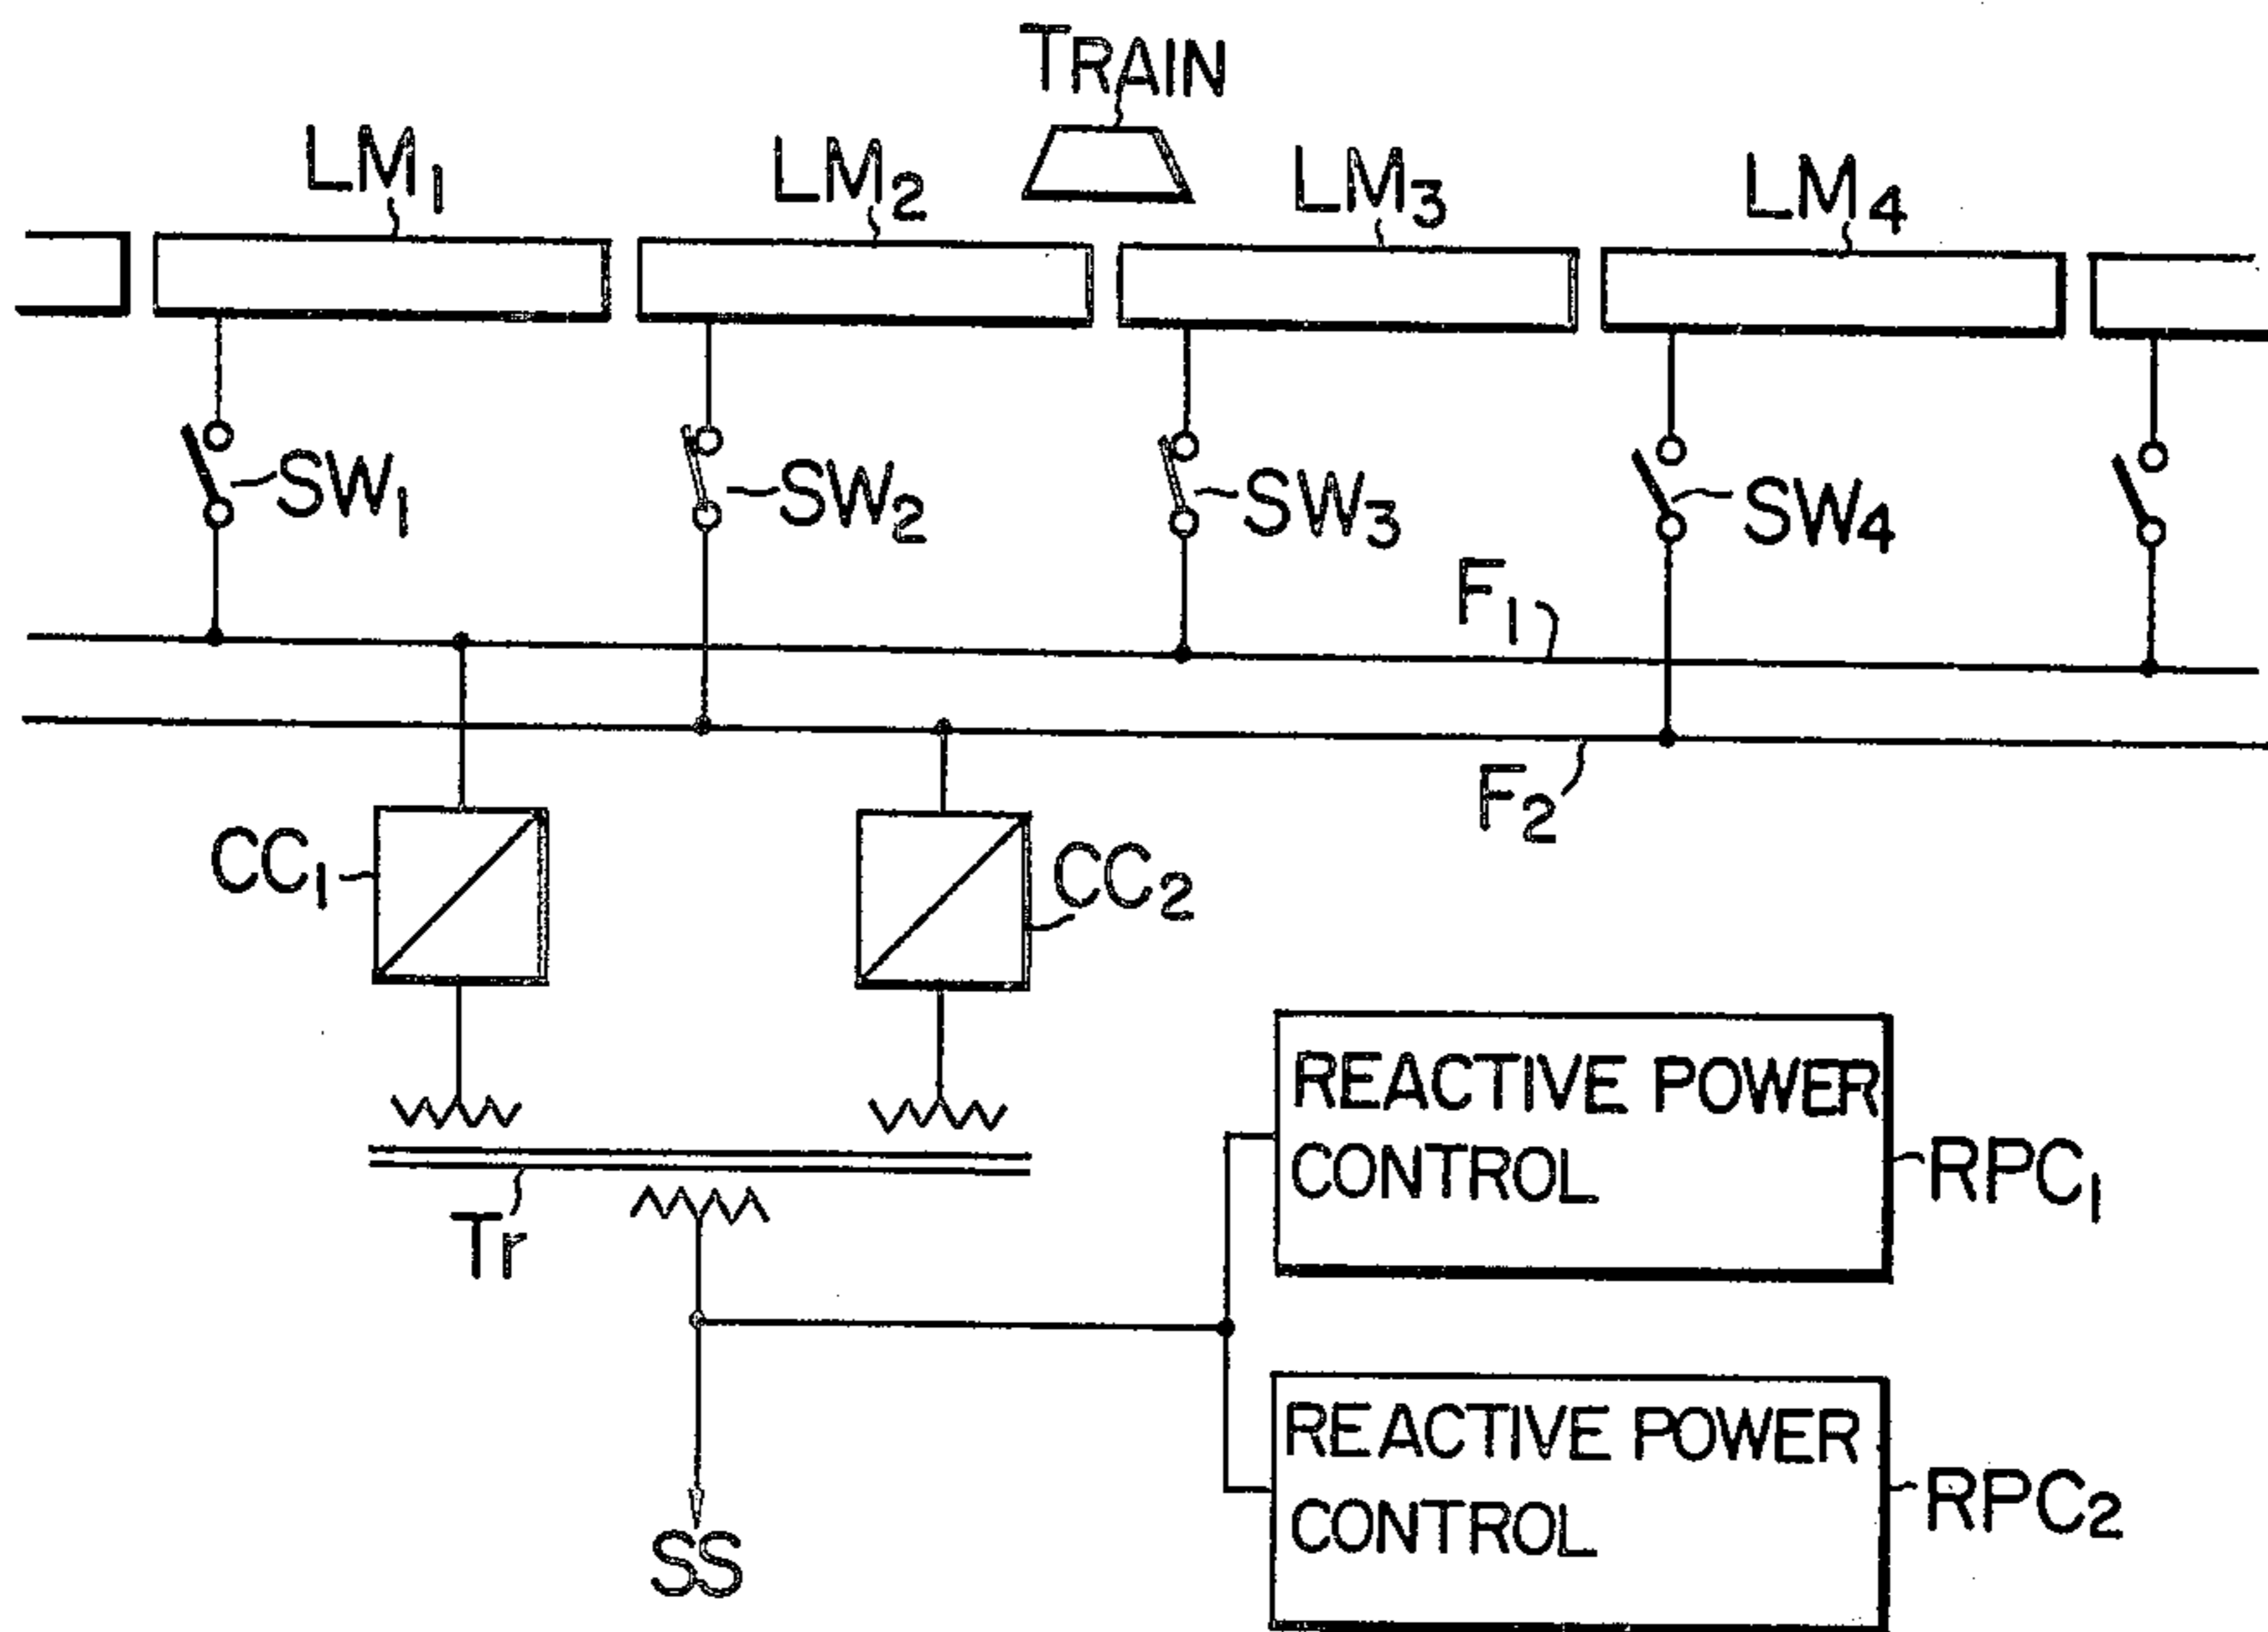 TRAIN
LM1
LM2
LM3
LM4
SW1
SW2
SW3
SW4
F1
F2
CC1
CC2
REACTIVE POWER
CONTROL
RPC1
Tr
REACTIVE POWER
CONTROL
RPC2
SS